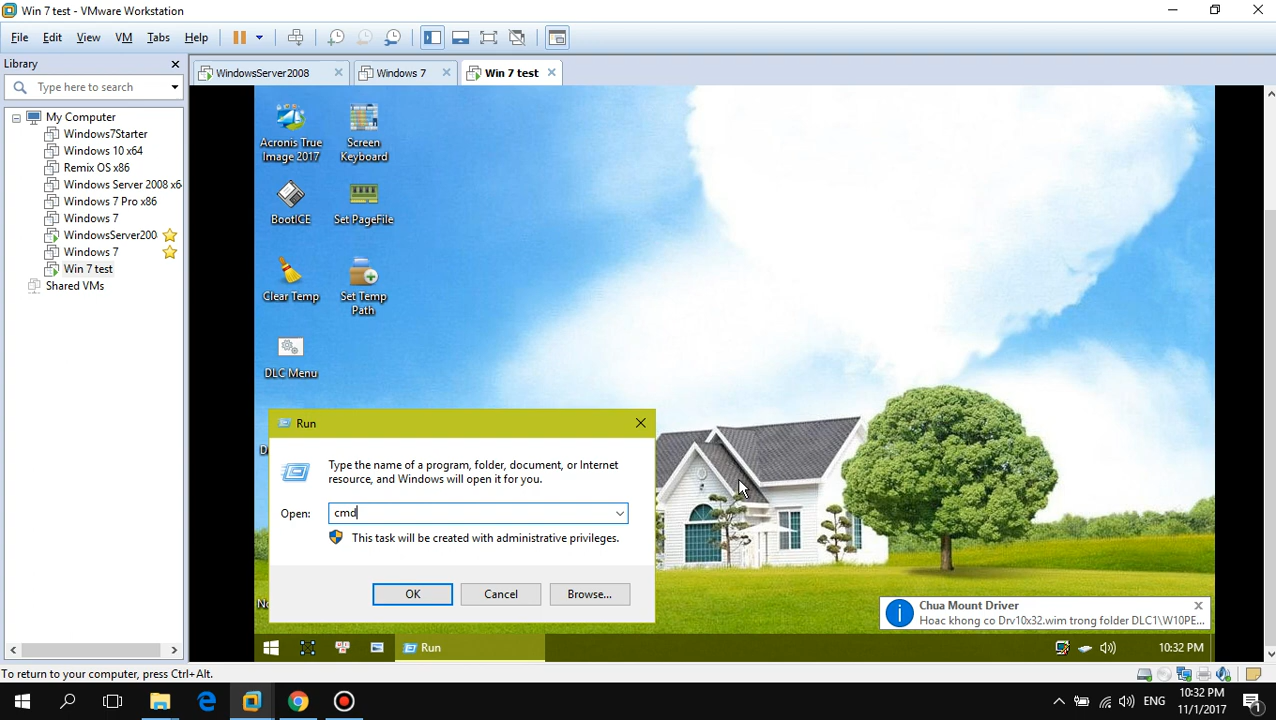 Win 7 test - VMware Workstation
File Edit View VM Tabs Help
Library
Type here to search
My Computer
Windows7Starter
Windows 10 x64
Remix OS x86
Windows Server 2008 x6
Windows 7 Pro x86
Windows 7
WindowsServer200
Windows 7
Win 7 test
Shared VMs
WindowsServer2008
Windows 7
Win 7 test
Acronis True
Image 2017
Screen
Keyboard
BootICE
Set PageFile
Clear Temp
Set Temp
Path
DLC Menu
Run
Type the name of a program, folder, document, or Internet
resource, and Windows will open it for you.
Open: cmd
This task will be created with administrative privileges.
OK Cancel Browse...
Chua Mount Driver
Hoac khong co Drv10x32.wim trong folder DLC1\W10PE...
Run
10:32 PM
To return to your computer, press Ctrl+Alt.
ENG
10:32 PM
11/1/2017
1